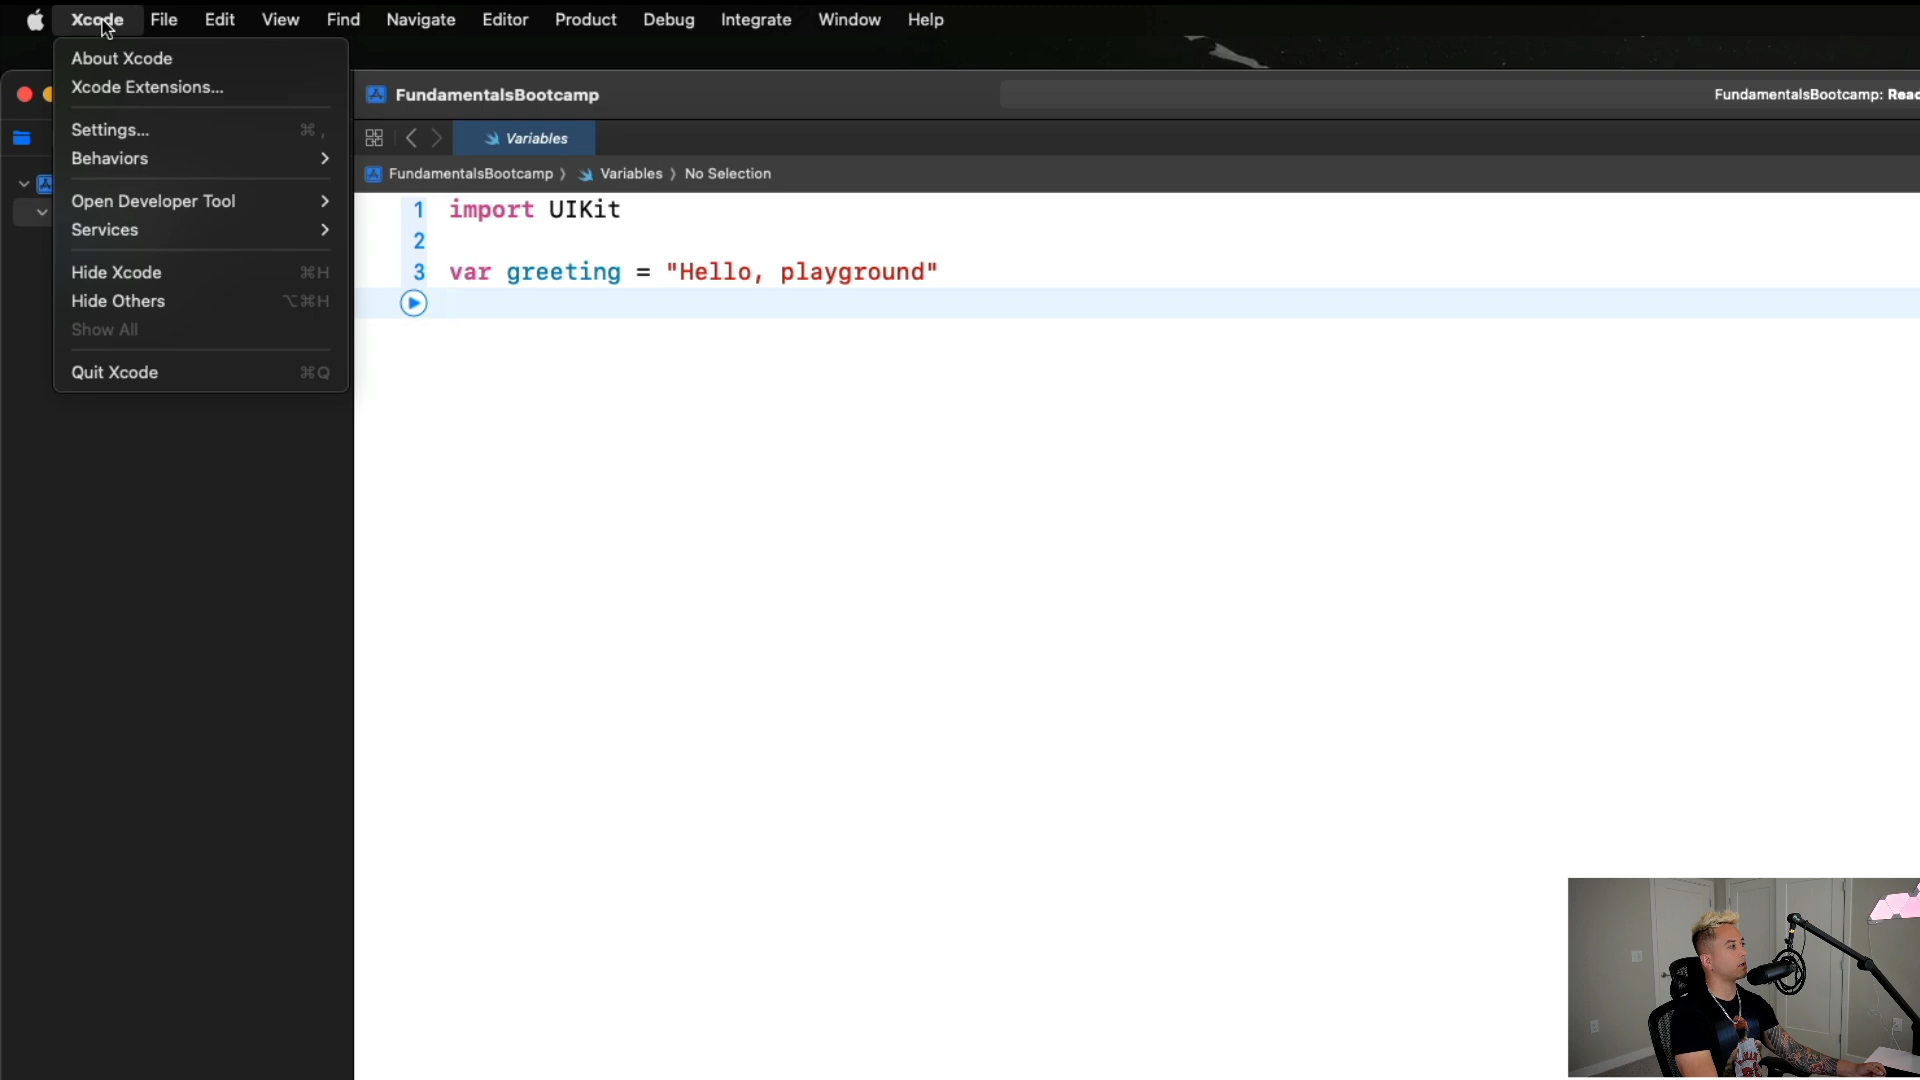 Xcode File Edit View Find Navigate Editor Product Debug Integrate Window Help
About Xcode
Xcode Extensions...
Settings... ⌘ ,
Behaviors
Open Developer Tool
Services
Hide Xcode ⌘H
Hide Others ⌥⌘H
Show All
Quit Xcode ⌘Q
FundamentalsBootcamp
FundamentalsBootcamp:
Variables
FundamentalsBootcamp 〉 Variables 〉 No Selection
1 import UIKit
2
3 var greeting = "Hello, playground"